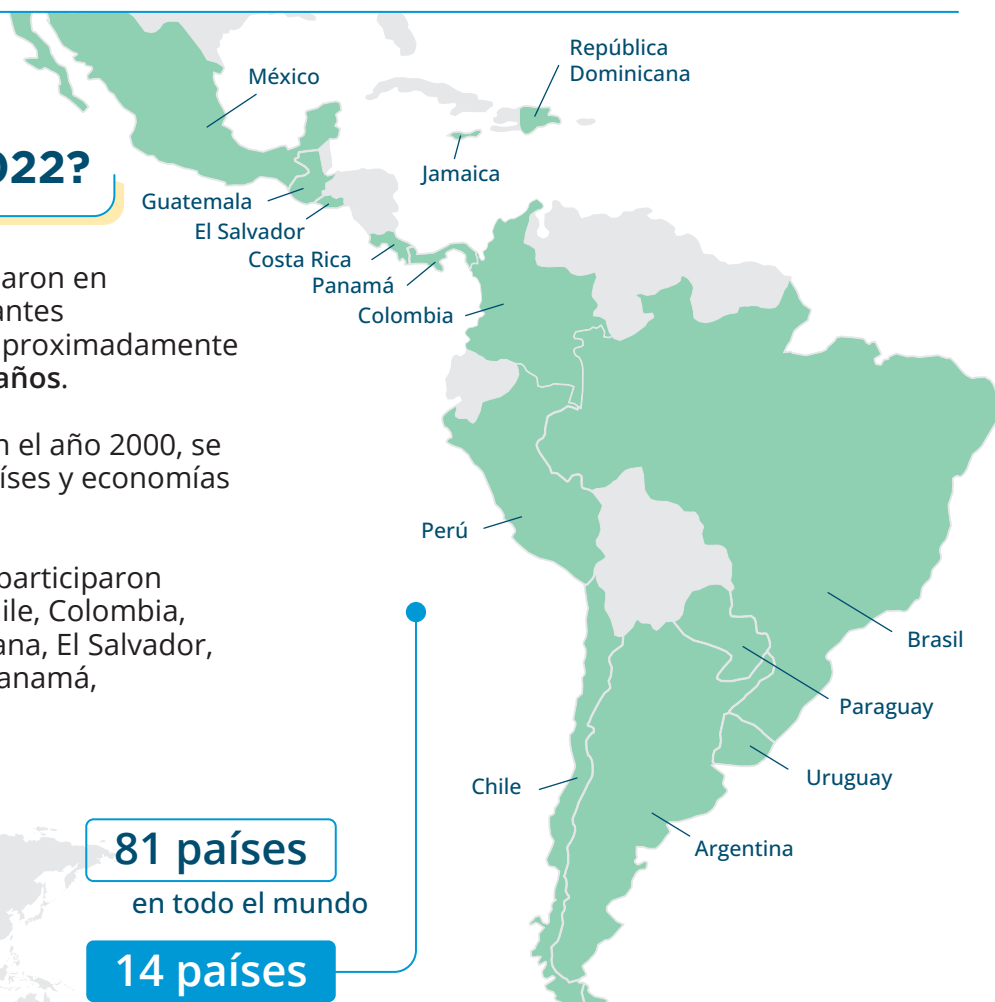 022?
aron en
antes
proximadamente
años.
n el año 2000, se
íses y economías
participaron
ile, Colombia,
ana, El Salvador,
anamá,
México
República
Dominicana
Jamaica
Guatemala
El Salvador
Costa Rica
Panamá
Colombia
Perú
Brasil
Paraguay
Uruguay
Chile
Argentina
81 países
en todo el mundo
14 países